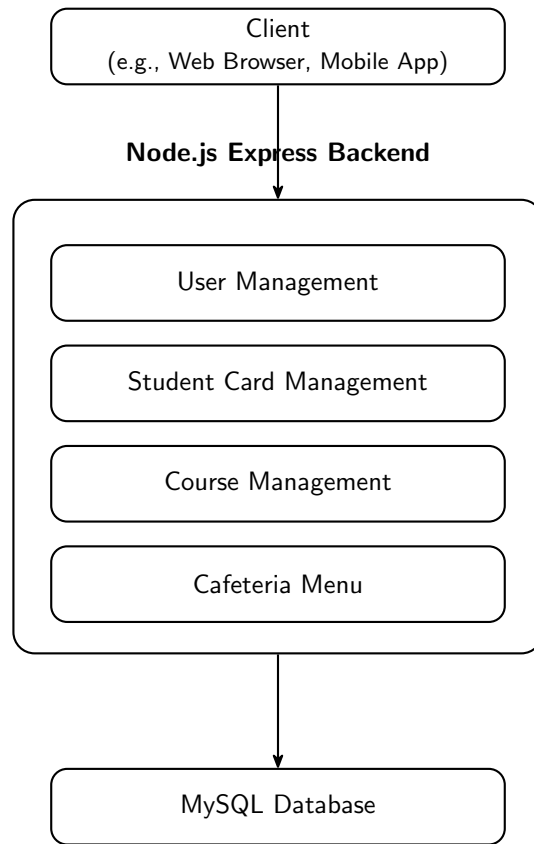 Client
(e.g., Web Browser, Mobile App)
Node.js Express Backend
User Management
Student Card Management
Course Management
Cafeteria Menu
MySQL Database